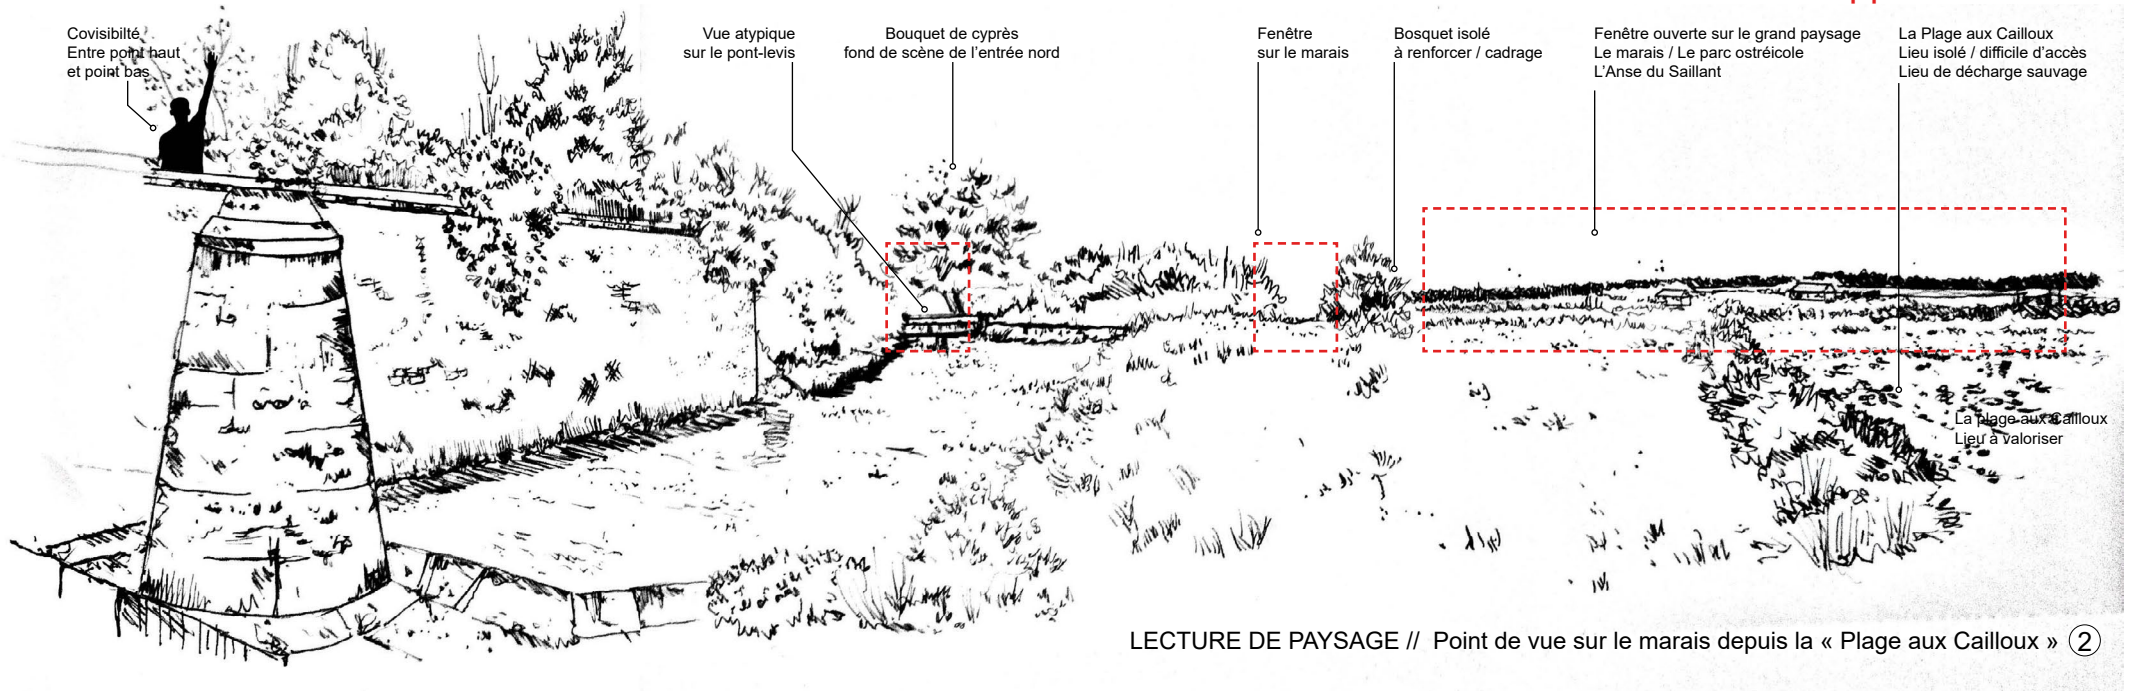 Covisibilté
Entre point haut
et point bas
Vue atypique
sur le pont-levis
Bouquet de cyprès
fond de scène de l'entrée nord
Fenêtre
sur le marais
Bosquet isolé
à renforcer / cadrage
Fenêtre ouverte sur le grand paysage
Le marais / Le parc ostréicole
L'Anse du Saillant
La Plage aux Cailloux
Lieu isolé / difficile d'accès
Lieu de décharge sauvage
La plage aux Cailloux
Lieu à valoriser
LECTURE DE PAYSAGE // Point de vue sur le marais depuis la « Plage aux Cailloux » 2